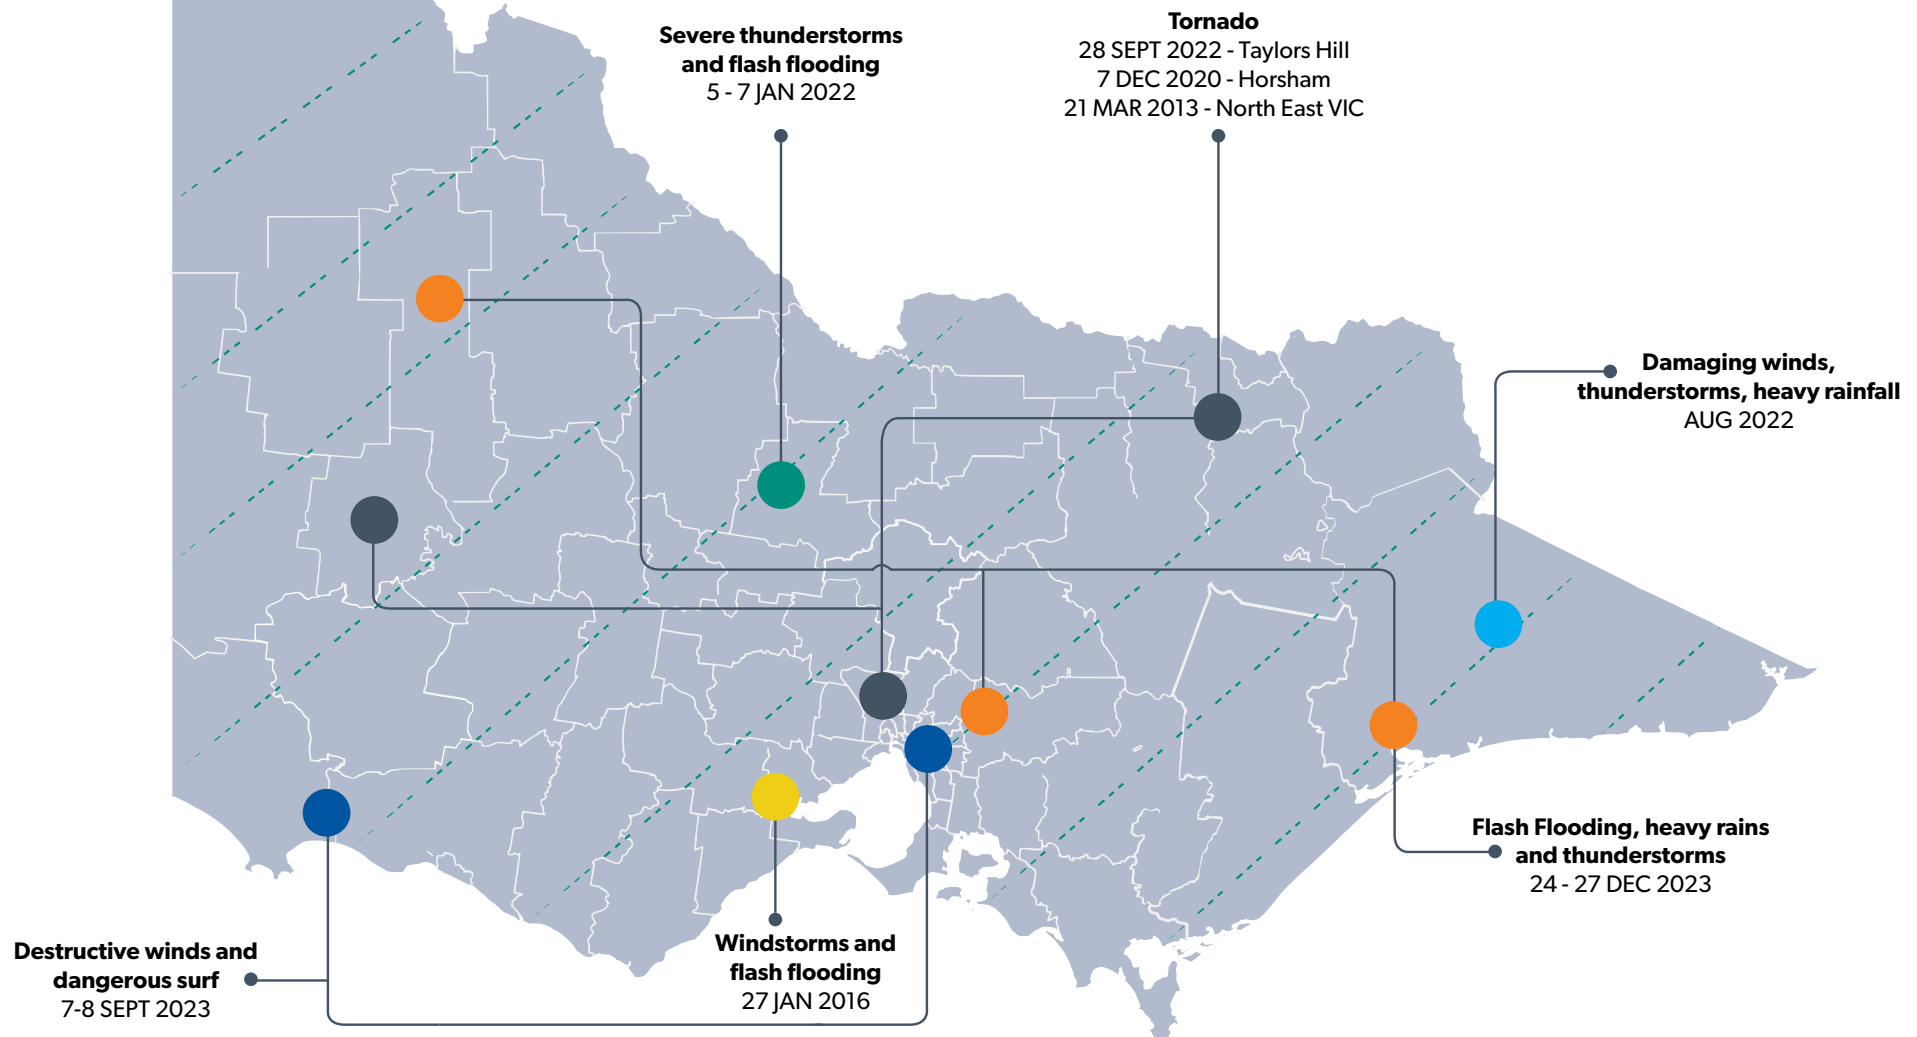 Severe thunderstorms
and flash flooding
5 - 7 JAN 2022
Tornado
28 SEPT 2022 - Taylors Hill
7 DEC 2020 - Horsham
21 MAR 2013 - North East VIC
Damaging winds,
thunderstorms, heavy rainfall
AUG 2022
Flash Flooding, heavy rains
and thunderstorms
24 - 27 DEC 2023
Windstorms and
flash flooding
27 JAN 2016
Destructive winds and
dangerous surf
7-8 SEPT 2023